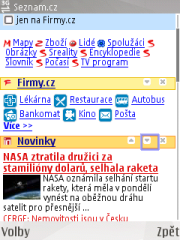 Seznam.cz
jen na Firmy.cz
Mapy Zboží Lidé Spolužáci
Obrázky Sreality Encyklopedie
Slovník Počasí TV program
Firmy.cz
Lékárna Restaurace Autobus
Bankomat Kino Pošta
Více >>
Novinky
NASA ztratila družici za
stamilióny dolarů, selhala raketa
NASA oznámila selhání startu
rakety, která měla v pondělí
vynést na oběžnou dráhu
satelit pro přesnější ...
CERGE: Nemovitosti jsou v Česku
Volby Zpět